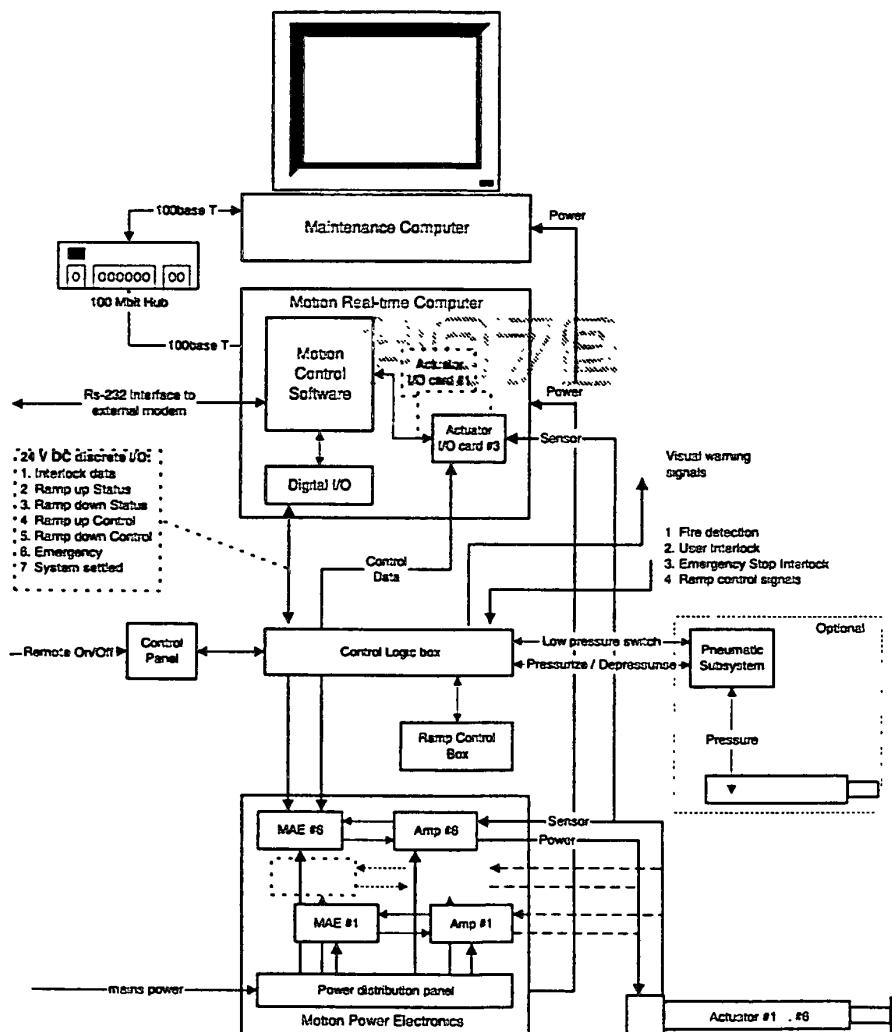 100base T
Maintenance Computer
Power
0 000000 00
100 Mbit Hub
Motion Real-time Computer
100base T
Motion
Control
Software
Actuator
I/O card #1
Rs-232 Interface to
external modem
Power
Actuator
I/O card #3
Sensor
24 V DC discrete I/O:
1. Interlock data
2 Ramp up Status
3. Ramp down Status
4 Ramp up Control
5. Ramp down Control
6. Emergency
7 System settled
Digital I/O
Visual warning
signals
Control
Data
1 Fire detection
2. User Interlock
3. Emergency Stop Interlock
4 Ramp control signals
Remote On/Off
Control
Panel
Control Logic box
Low pressure switch
Pressurize / Depressurise
Optional
Pneumatic
Subsystem
Ramp Control
Box
Pressure
MAE #6
Amp #6
Sensor
Power
MAE #1
Amp #1
mains power
Power distribution panel
Motion Power Electronics
Actuator #1 . #6